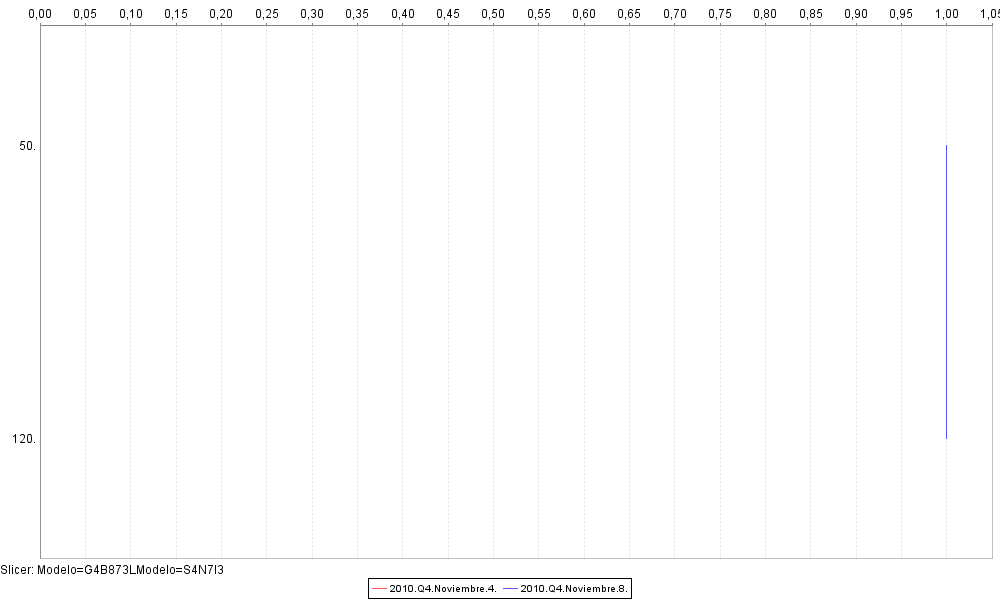 0,00 0,05 0,10 0,15 0,20 0,25 0,30 0,35 0,40 0,45 0,50 0,55 0,60 0,65 0,70 0,75 0,80 0,85 0,90 0,95 1,00 1,05
50.
120.
Slicer: Modelo=G4B873LModelo=S4N7I3
2010.Q4.Noviembre.4. 2010.Q4.Noviembre.8.